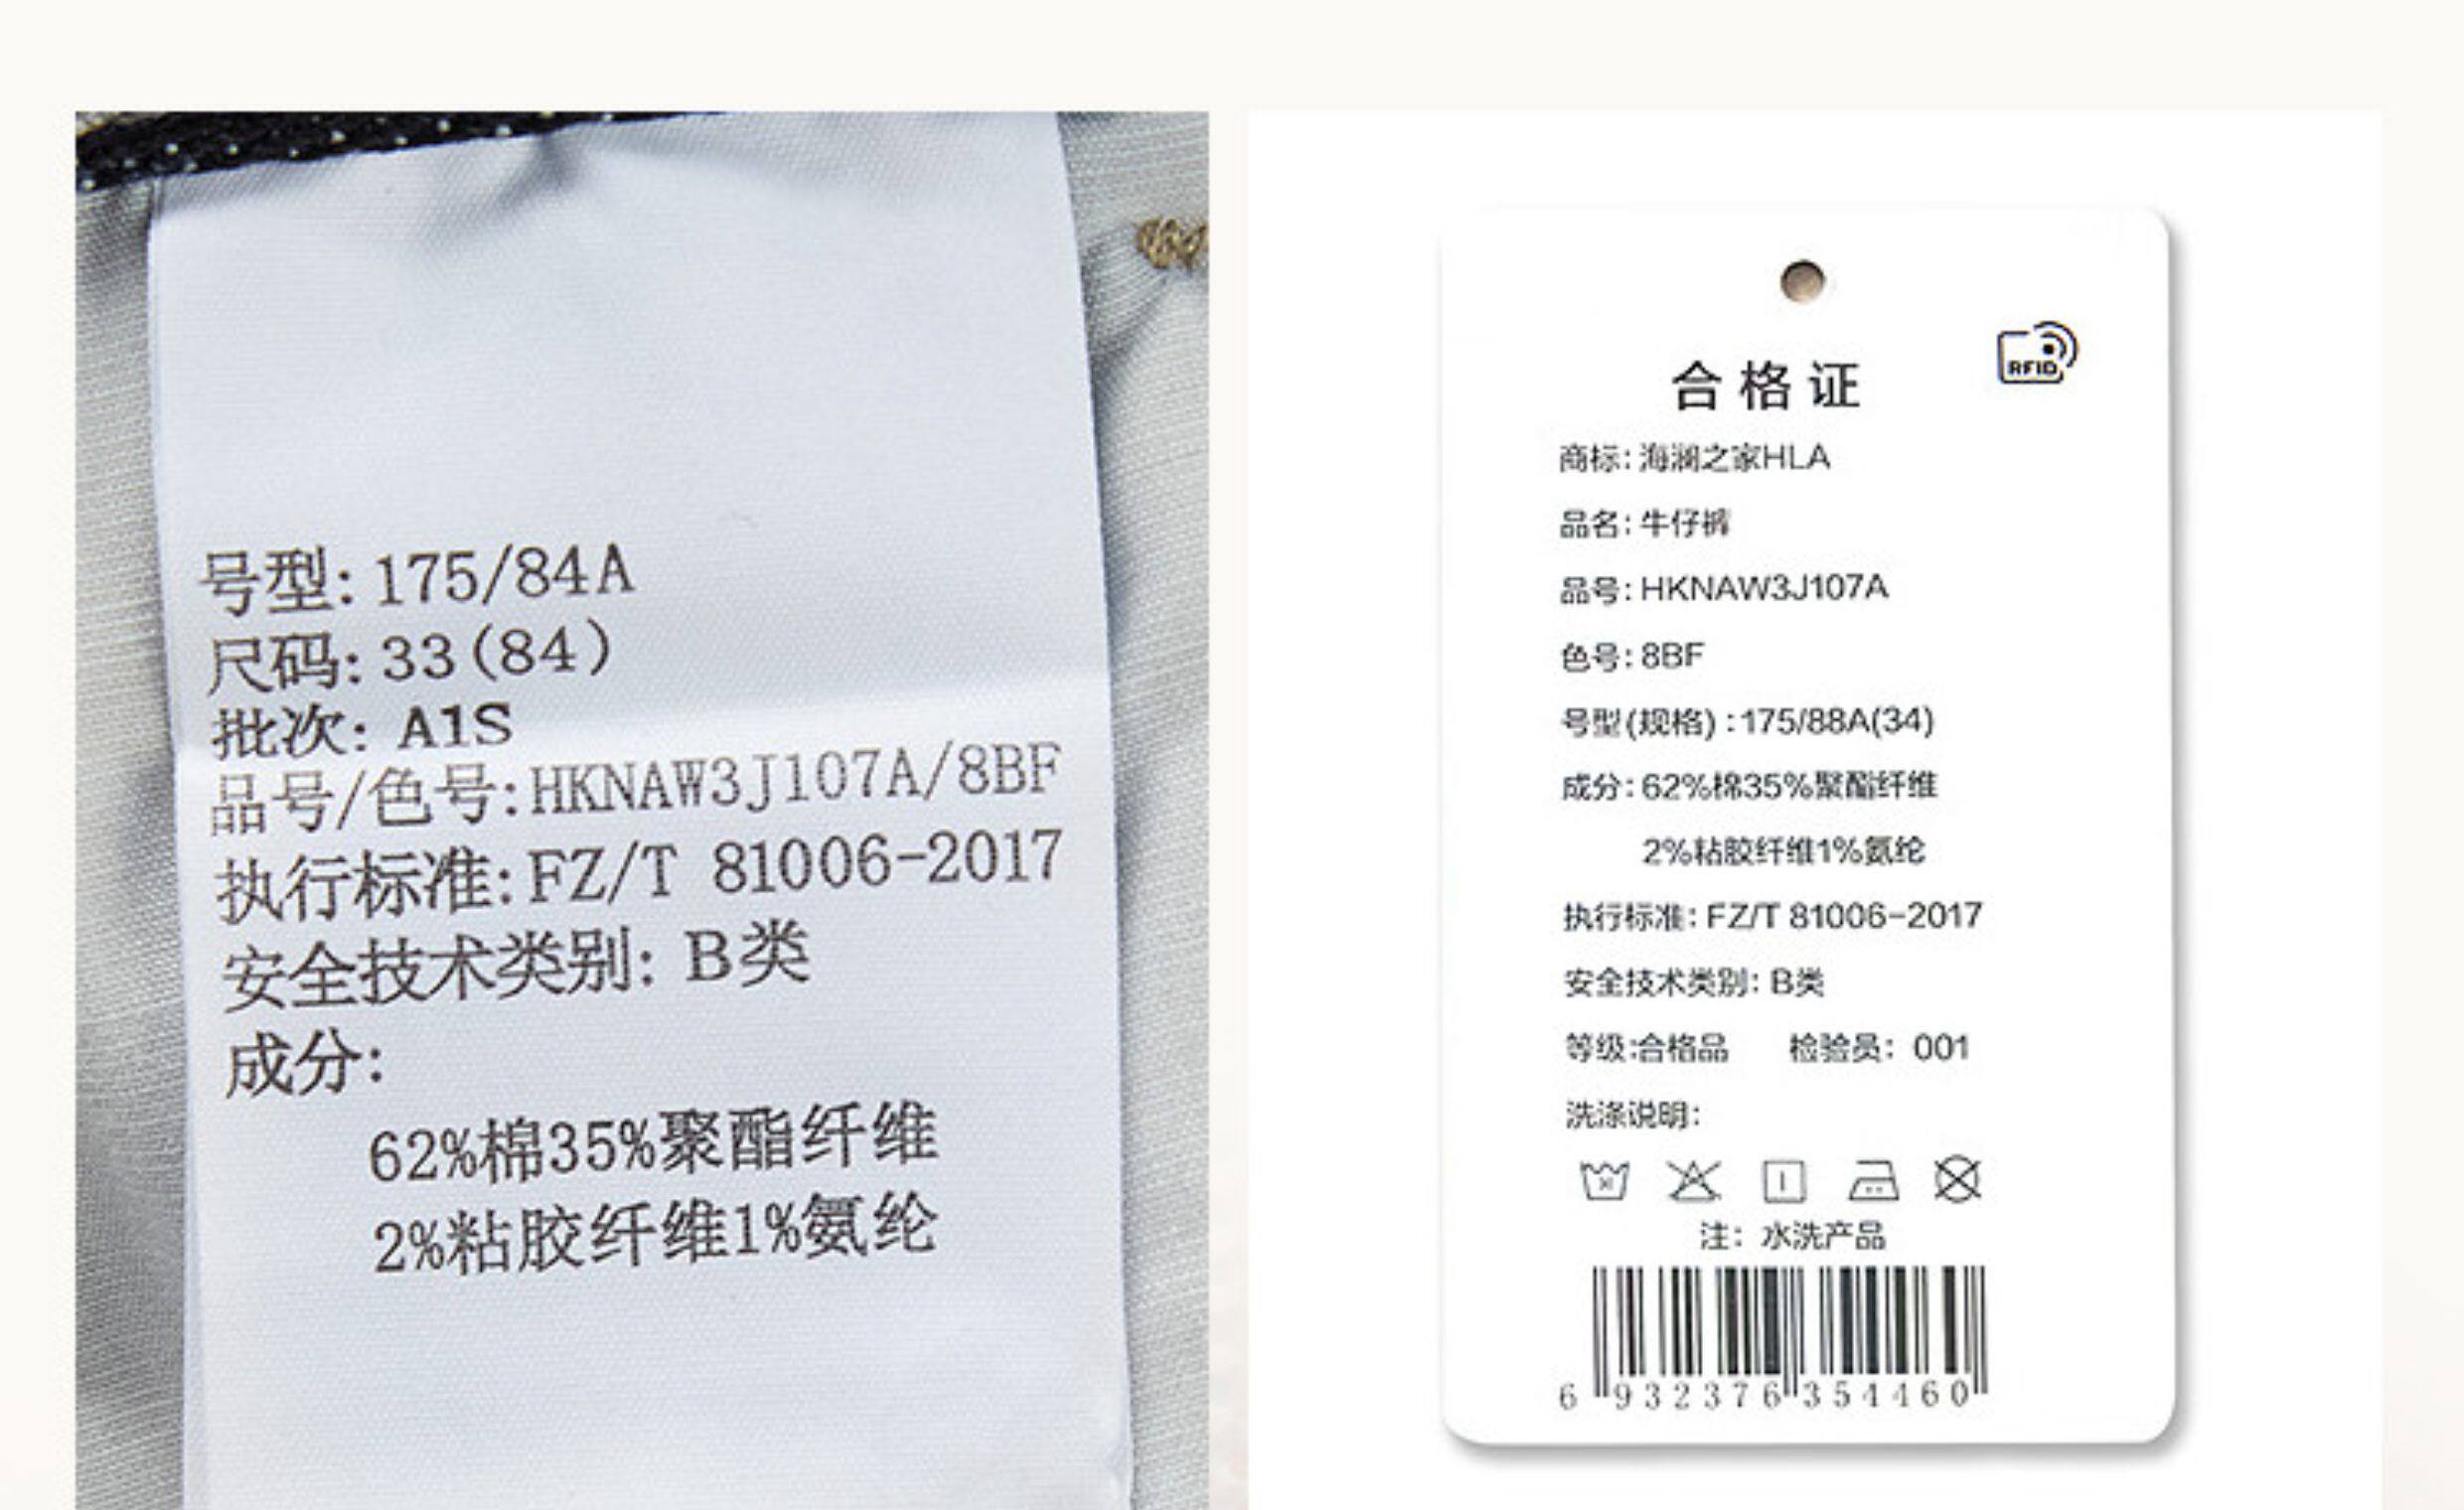 号型: 175/84A
尺码: 33(84)
批次: A1S
品号/色号: HKNAW3J107A/8BF
执行标准: FZ/T 81006-2017
安全技术类别: B类
成分:
62%棉35%聚酯纤维
2%粘胶纤维1%氨纶
RFID
合格证
商标: 海澜之家HLA
品名: 牛仔裤
品号: HKNAW3J107A
色号: 8BF
号型(规格) : 175/88A(34)
成分: 62%棉35%聚酯纤维
2%粘胶纤维1%氨纶
执行标准: FZ/T 81006-2017
安全技术类别: B类
等级:合格品 检验员: 001
洗涤说明:
注: 水洗产品
6 932376 354460